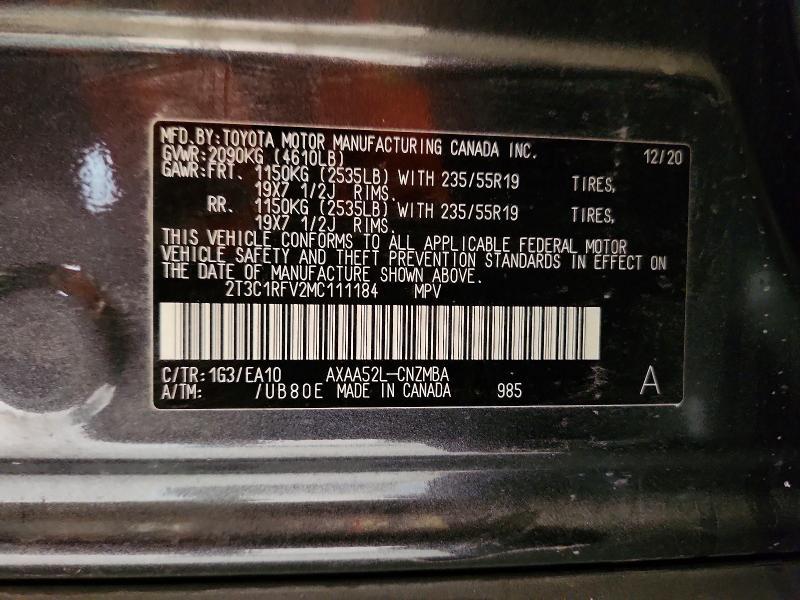 MFD.BY:TOYOTA MOTOR MANUFACTURING CANADA INC. 12/20
GVWR:2090KG (4610LB)
GAWR:FRT. 1150KG (2535LB) WITH 235/55R19 TIRES,
19X7 1/2J RIMS.
RR. 1150KG (2535LB) WITH 235/55R19 TIRES,
19X7 1/2J RIMS.
THIS VEHICLE CONFORMS TO ALL APPLICABLE FEDERAL MOTOR
VEHICLE SAFETY AND THEFT PREVENTION STANDARDS IN EFFECT ON
THE DATE OF MANUFACTURE SHOWN ABOVE.
2T3C1RFV2MC111184 MPV
C/TR:1G3/EA10 AXAA52L-CNZMBA
A/TM: /UB80E MADE IN CANADA 985 A